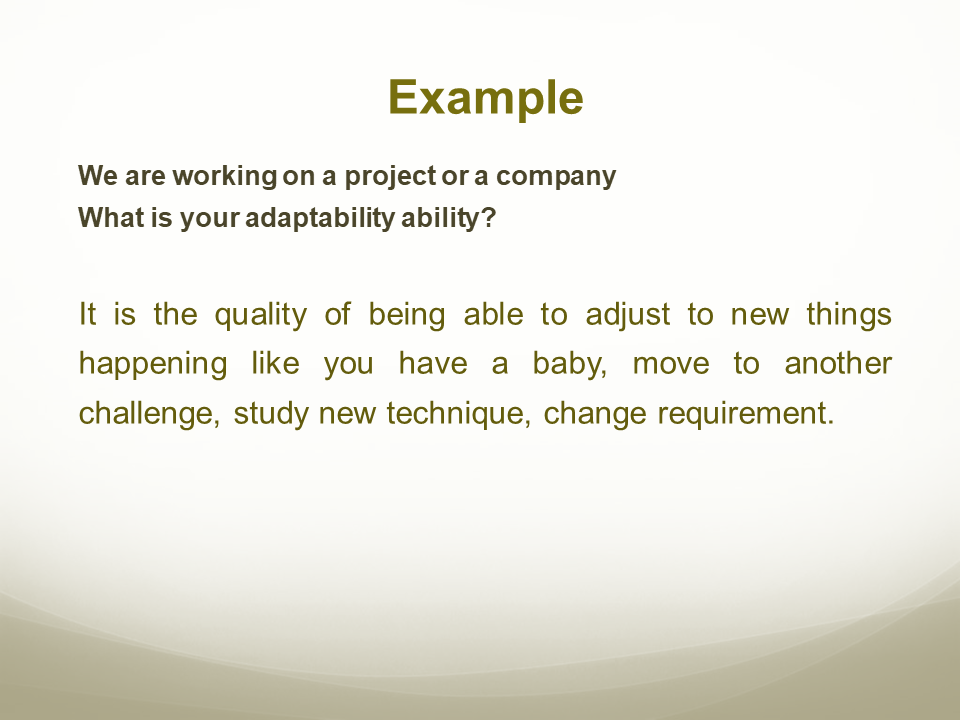 Example
We are working on a project or a company
What is your adaptability ability?
It is the quality of being able to adjust to new things
happening like you have a baby, move to another
challenge, study new technique, change requirement.